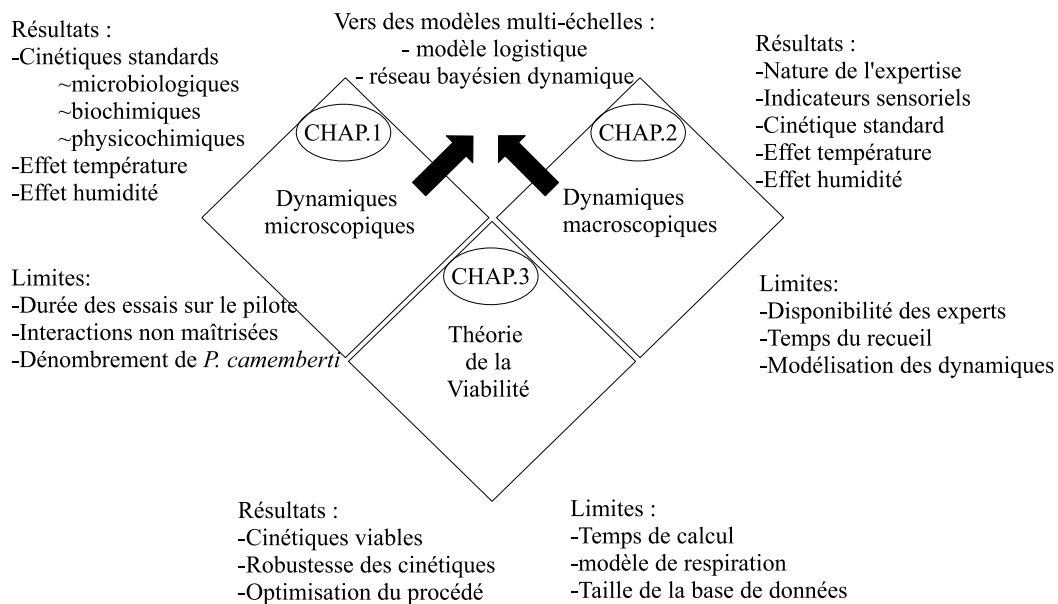 Vers des modèles multi-échelles :
- modèle logistique
- réseau bayésien dynamique
Résultats :
-Cinétiques standards
~microbiologiques
~biochimiques
~physicochimiques
-Effet température
-Effet humidité
Limites:
-Durée des essais sur le pilote
-Interactions non maîtrisées
-Dénombrement de P. camemberti
CHAP.1
Dynamiques
microscopiques
CHAP.2
Dynamiques
macroscopiques
Résultats :
-Nature de l'expertise
-Indicateurs sensoriels
-Cinétique standard
-Effet température
-Effet humidité
Limites:
-Disponibilité des experts
-Temps du recueil
-Modélisation des dynamiques
CHAP.3
Théorie
de la
Viabilité
Résultats :
-Cinétiques viables
-Robustesse des cinétiques
-Optimisation du procédé
Limites :
-Temps de calcul
-modèle de respiration
-Taille de la base de données